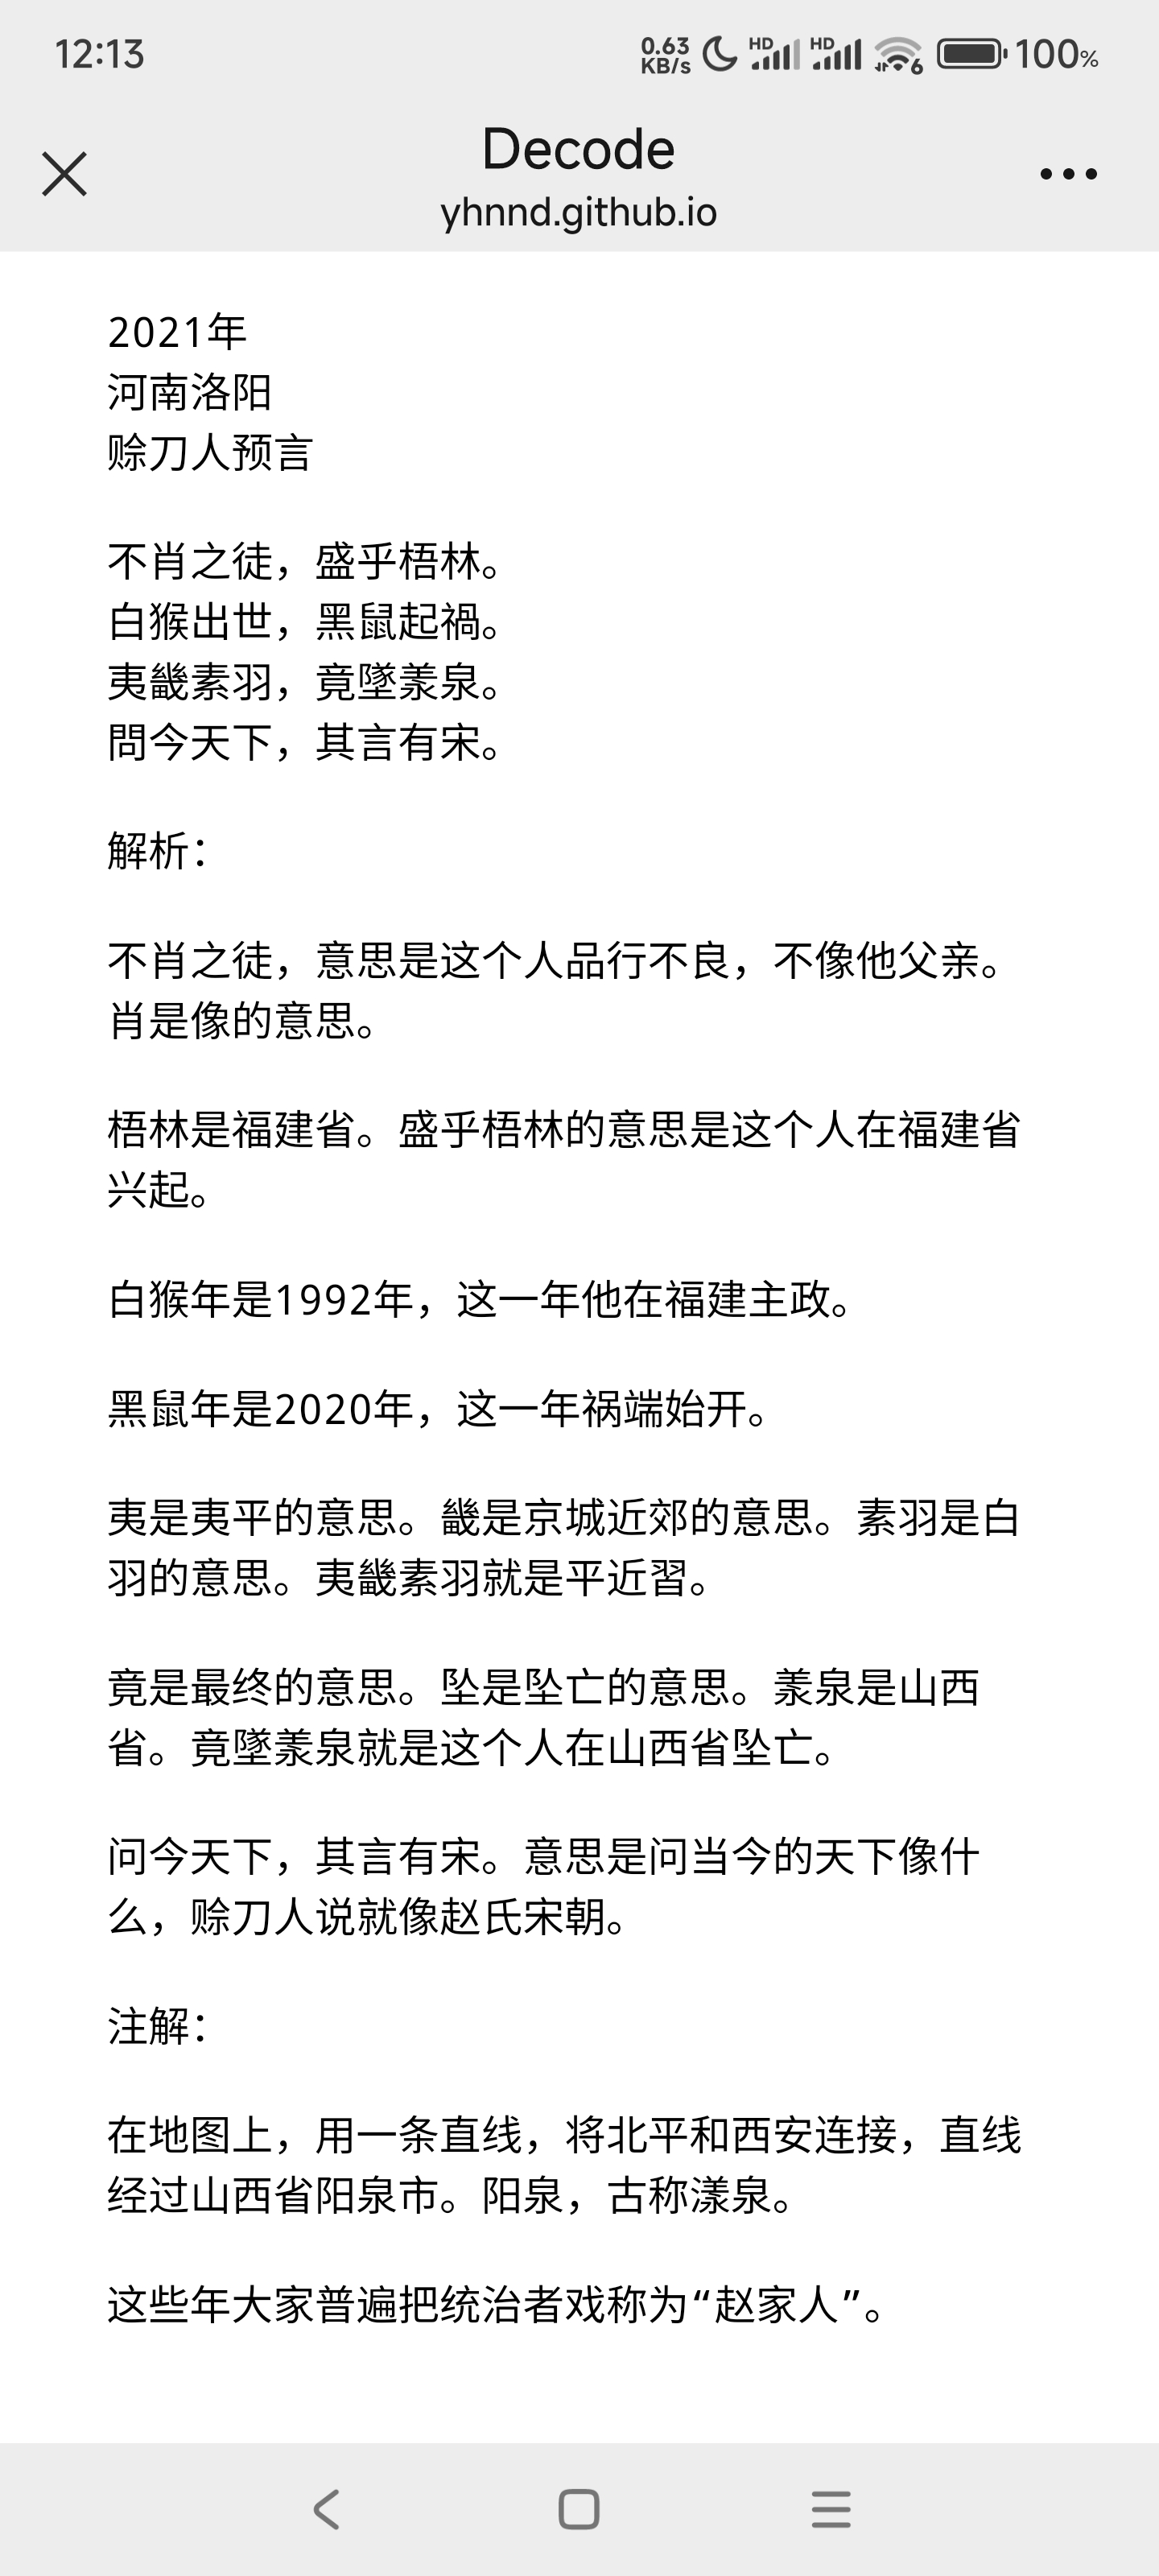 12:13
0.63 KB/s HD HD 6 100%
Decode
yhnnd.github.io
2021年
河南洛阳
赊刀人预言
不肖之徒，盛乎梧林。
白猴出世，黑鼠起禍。
夷畿素羽，竟墜羕泉。
問今天下，其言有宋。
解析：
不肖之徒，意思是这个人品行不良，不像他父亲。
肖是像的意思。
梧林是福建省。盛乎梧林的意思是这个人在福建省
兴起。
白猴年是1992年，这一年他在福建主政。
黑鼠年是2020年，这一年祸端始开。
夷是夷平的意思。畿是京城近郊的意思。素羽是白
羽的意思。夷畿素羽就是平近習。
竟是最终的意思。坠是坠亡的意思。羕泉是山西
省。竟墜羕泉就是这个人在山西省坠亡。
问今天下，其言有宋。意思是问当今的天下像什
么，赊刀人说就像赵氏宋朝。
注解：
在地图上，用一条直线，将北平和西安连接，直线
经过山西省阳泉市。阳泉，古称漾泉。
这些年大家普遍把统治者戏称为“赵家人”。